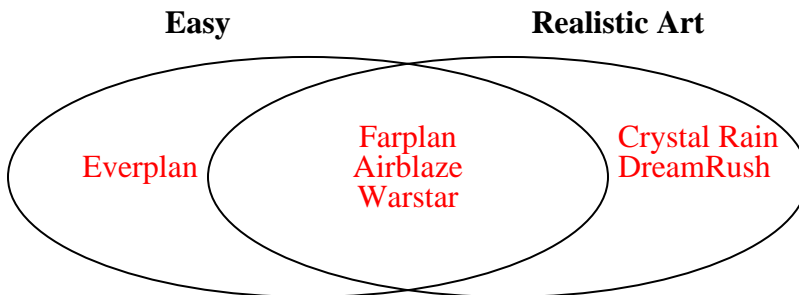 Easy
Realistic Art
Everplan
Farplan
Airblaze
Warstar
Crystal Rain
DreamRush